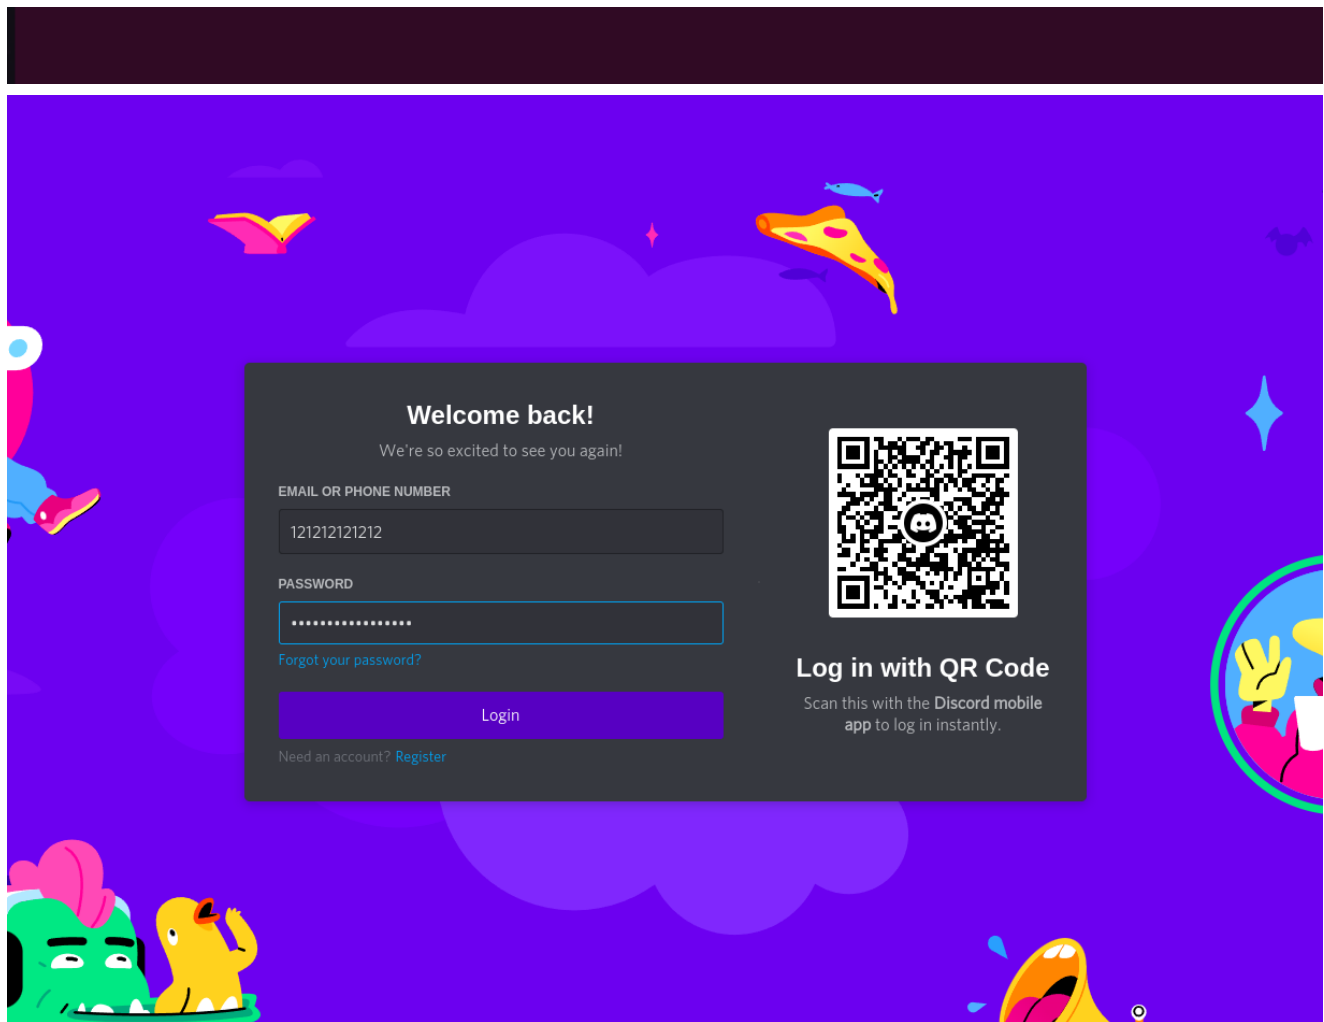 Welcome back!
We're so excited to see you again!
EMAIL OR PHONE NUMBER
121212121212
PASSWORD
•••••••••••••••••
Forgot your password?
Login
Need an account? Register
Log in with QR Code
Scan this with the Discord mobile
app to log in instantly.